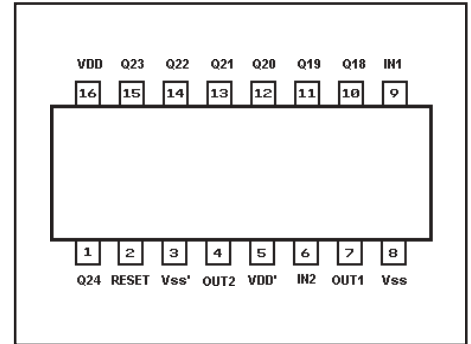 VDD Q23 Q22 Q21 Q20 Q19 Q18 IN1
16 15 14 13 12 11 10 9
1 2 3 4 5 6 7 8
Q24 RESET Vss' OUT2 VDD' IN2 OUT1 Vss